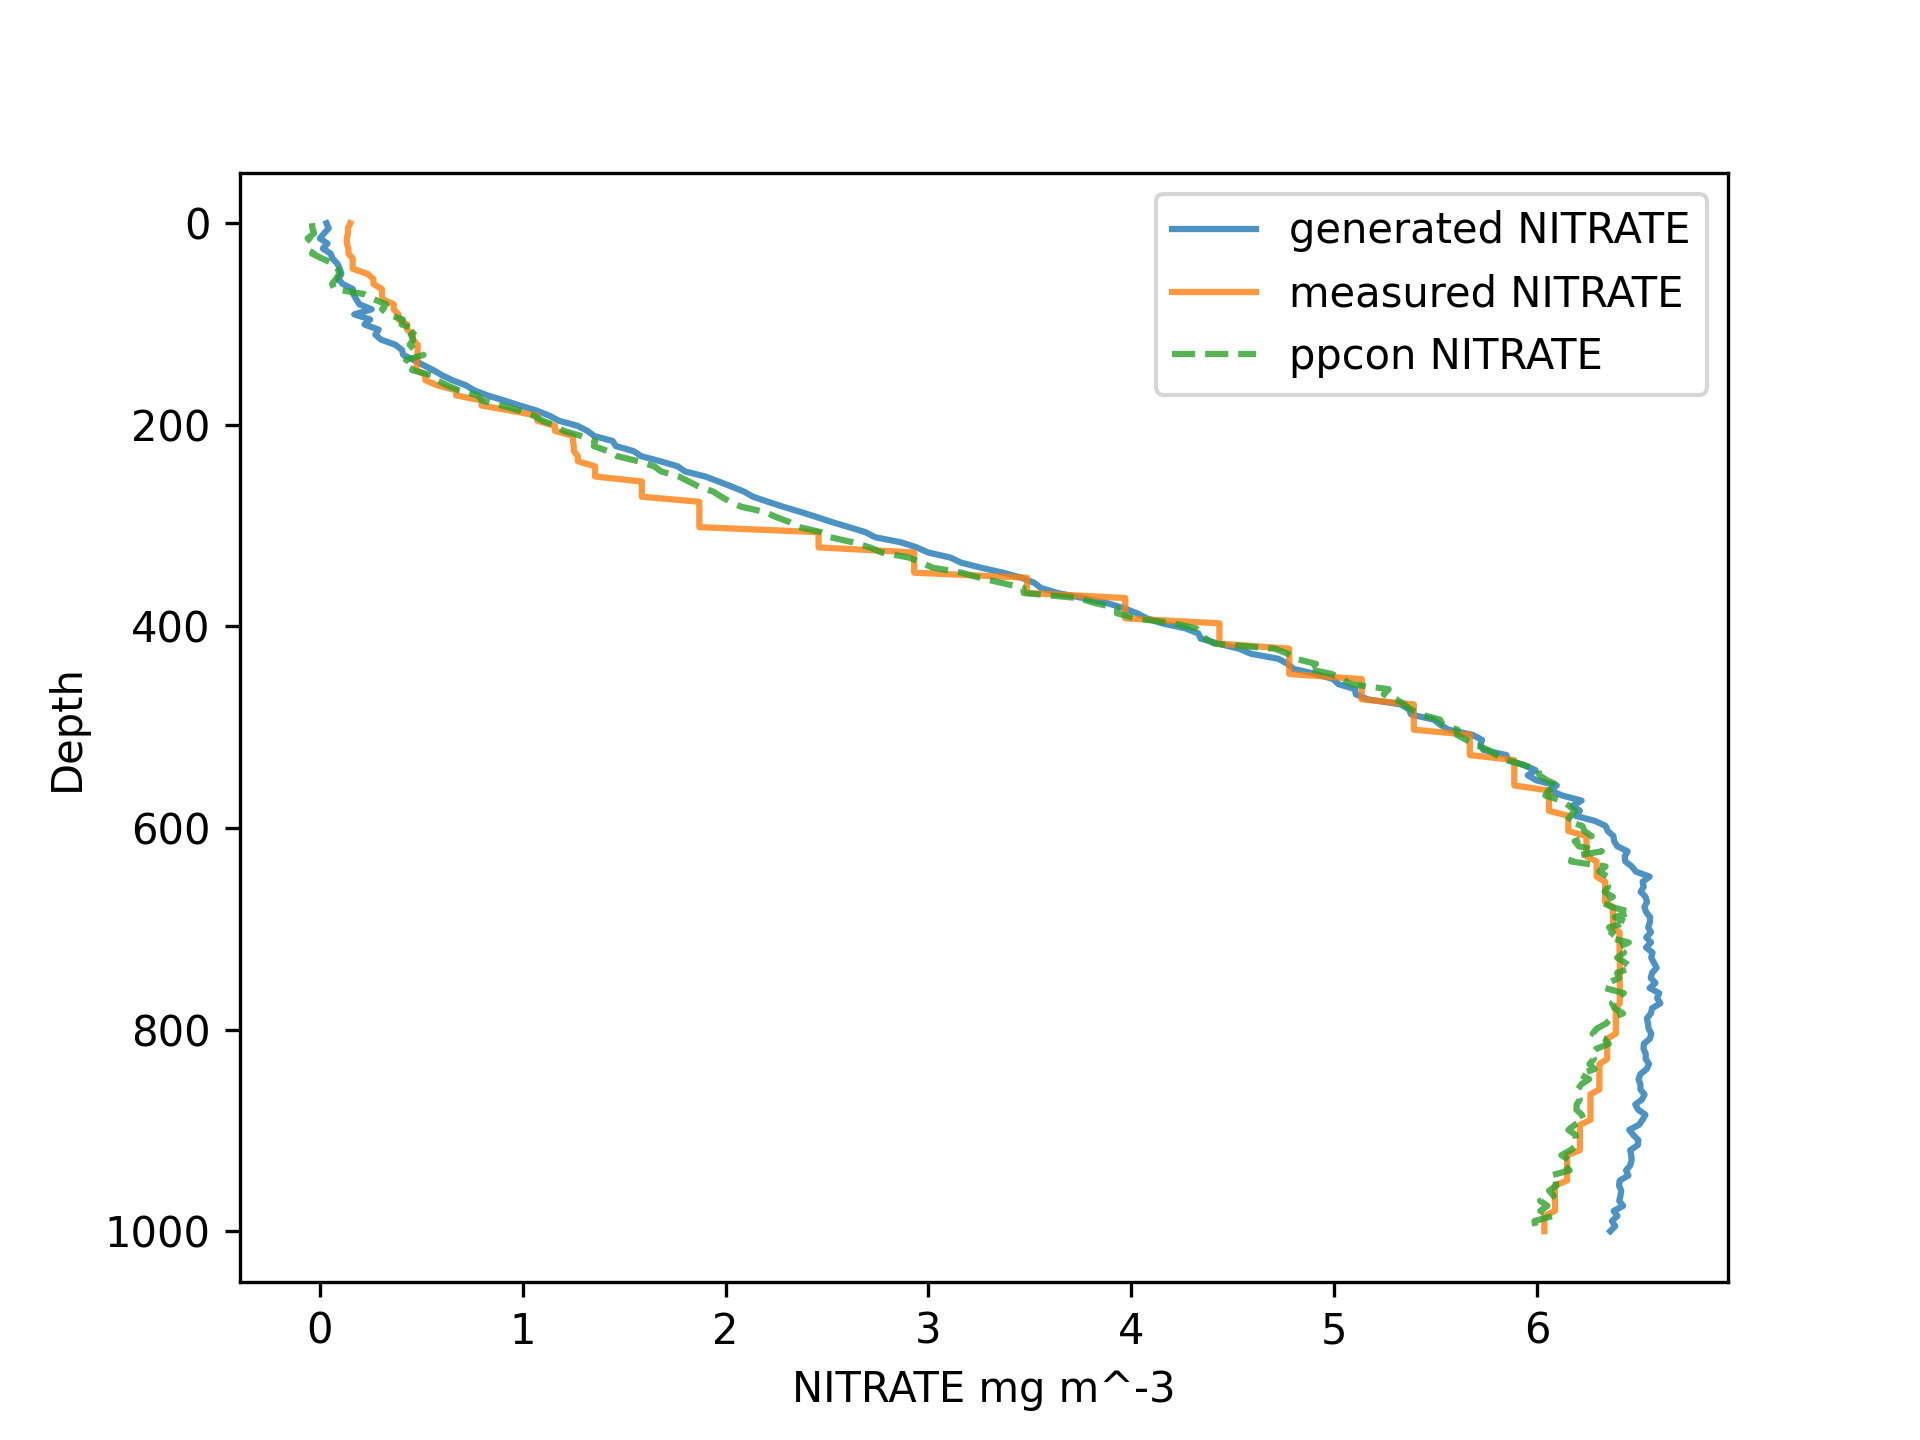 generated NITRATE
measured NITRATE
ppcon NITRATE
0
200
400
600
800
1000
Depth
0 1 2 3 4 5 6
NITRATE mg m^-3